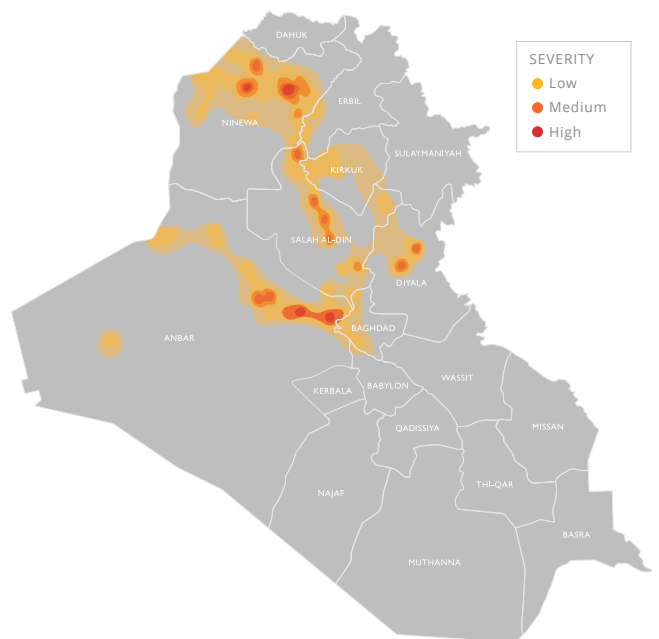 DAHUK
SEVERITY
Low
Medium
High
ERBIL
NINEWA
SULAYMANIYAH
KIRKUK
SALAH AL-DIN
DIYALA
BAGHDAD
ANBAR
WASSIT
BABYLON
KERBALA
QADISSIYA
MISSAN
THI-QAR
NAJAF
BASRA
MUTHANNA